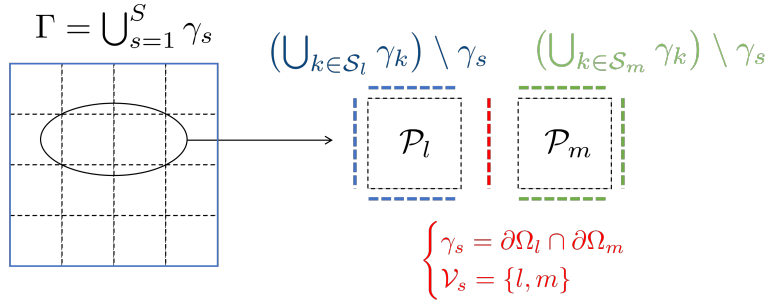 Γ = ⋃_{s=1}^{S} γ_s
(⋃_{k∈𝒮_l} γ_k) \ γ_s
(⋃_{k∈𝒮_m} γ_k) \ γ_s
𝒫_l
𝒫_m
γ_s = ∂Ω_l ∩ ∂Ω_m
𝒱_s = {l, m}